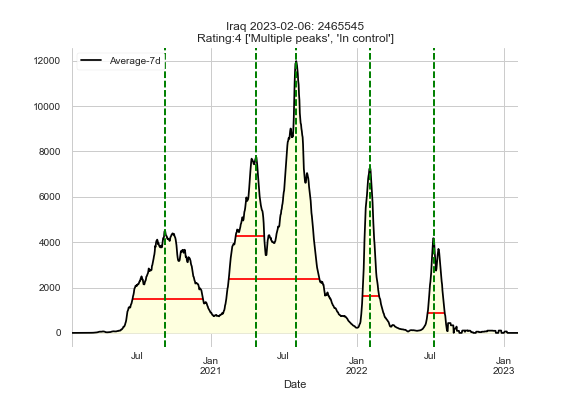 Iraq 2023-02-06: 2465545
Rating:4 ['Multiple peaks', 'In control']
Average-7d
12000
10000
8000
6000
4000
2000
0
Jul
Jan
2021
Jul
Jan
2022
Jul
Jan
2023
Date